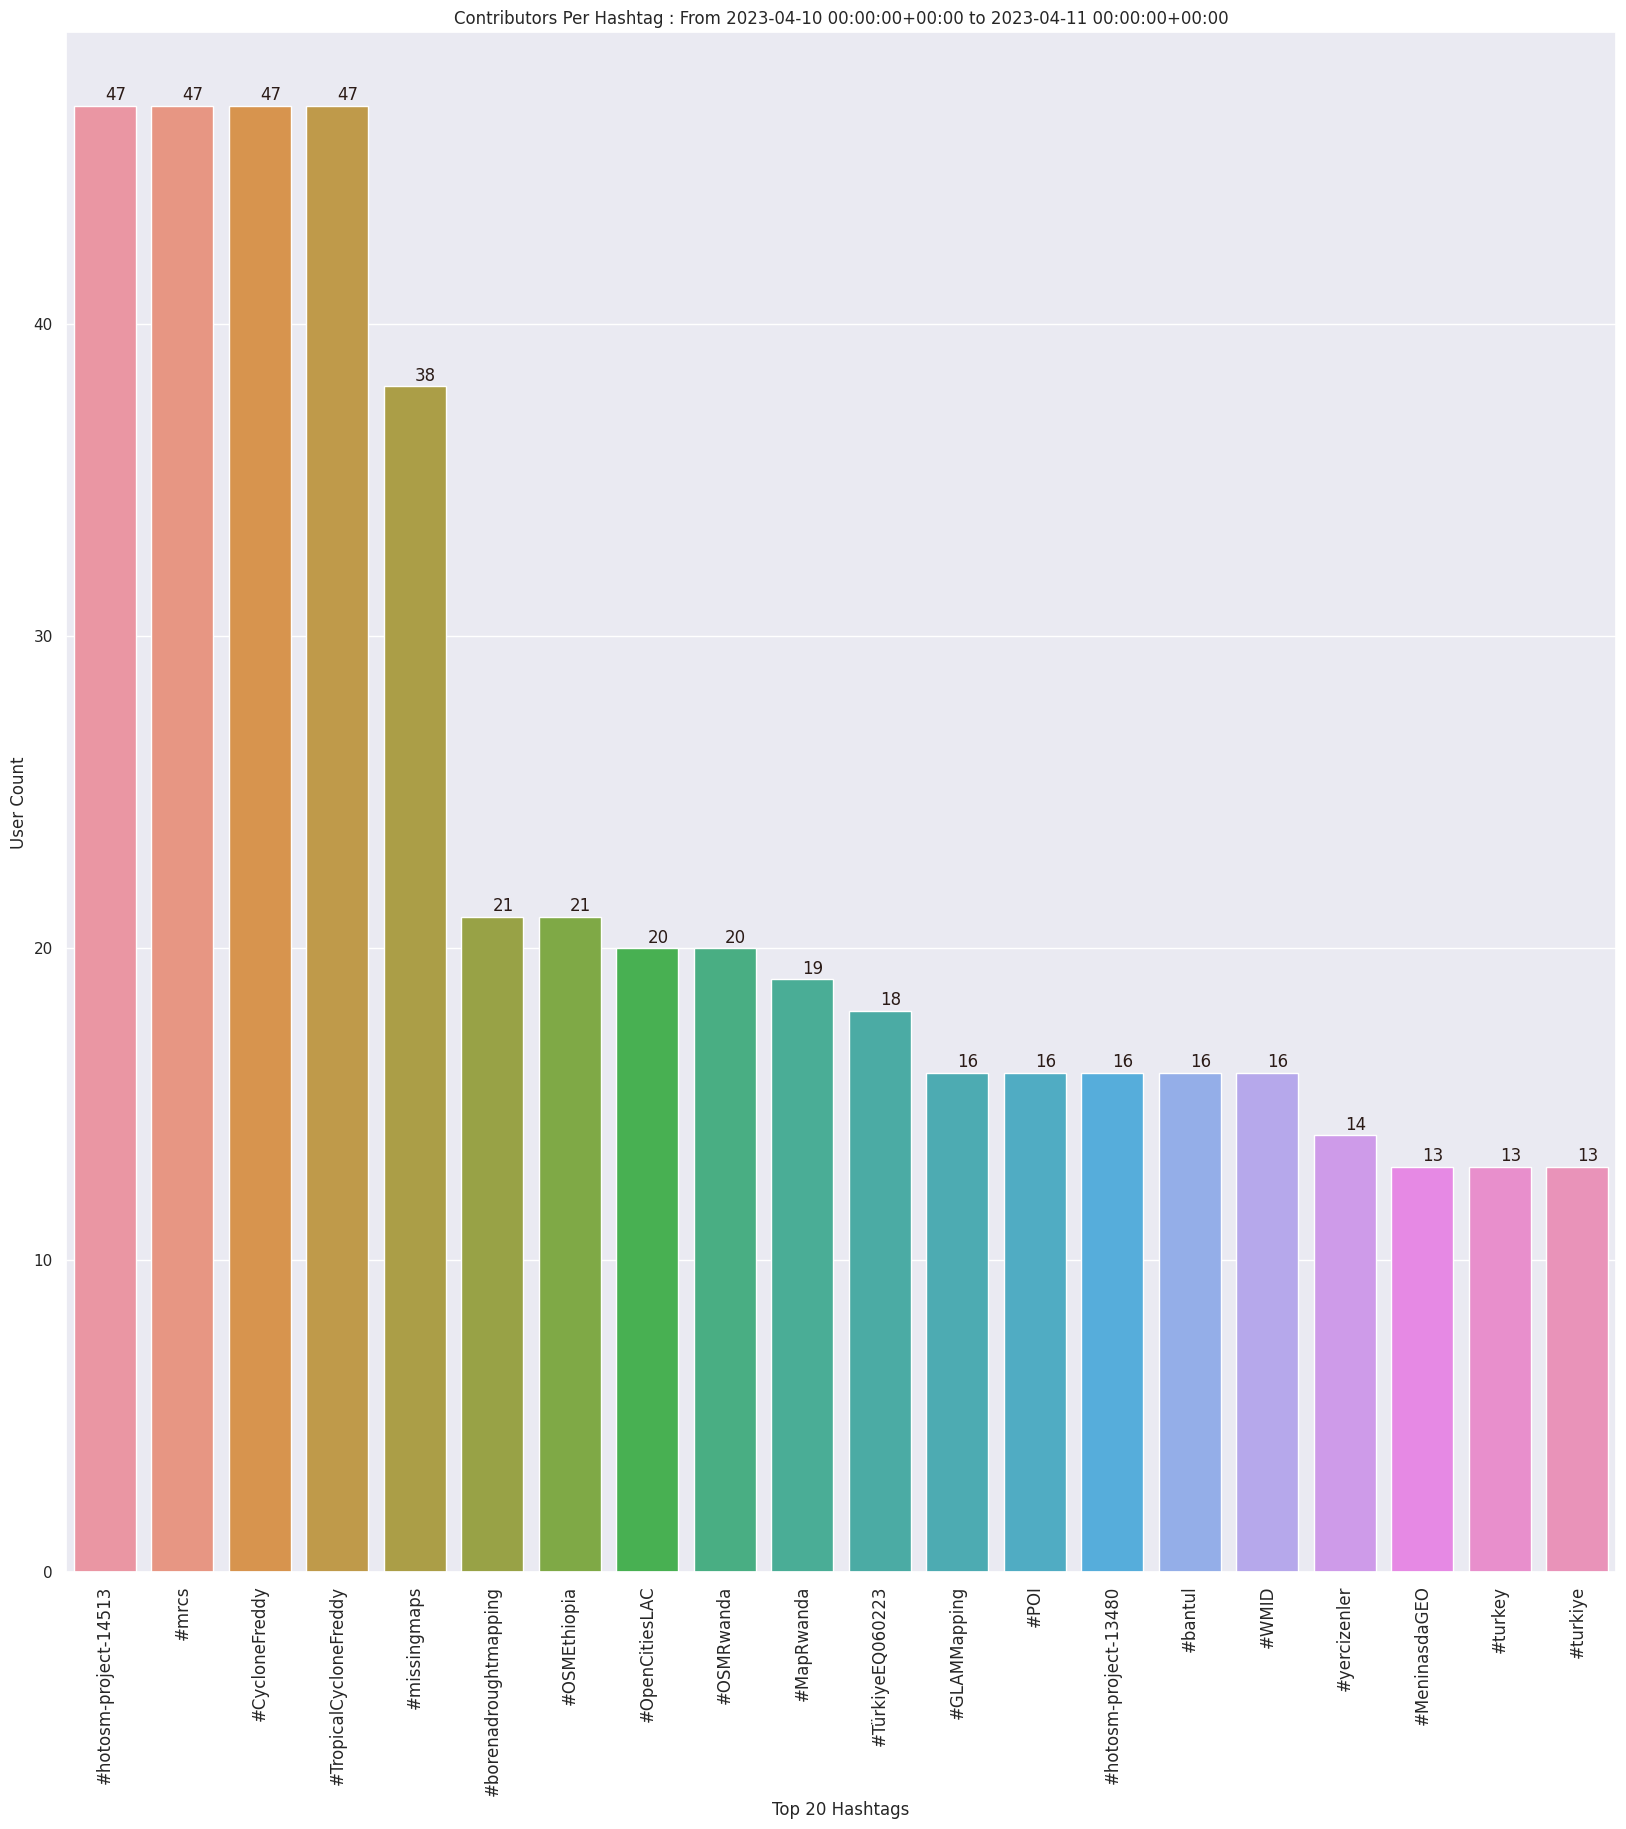 Contributors Per Hashtag : From 2023-04-10 00:00:00+00:00 to 2023-04-11 00:00:00+00:00
User Count
40
30
20
10
0
47
47
47
47
38
21
21
20
20
19
18
16
16
16
16
16
14
13
13
13
#hotosm-project-14513
#mrcs
#CycloneFreddy
#TropicalCycloneFreddy
#missingmaps
#borenadroughtmapping
#OSMEthiopia
#OpenCitiesLAC
#OSMRwanda
#MapRwanda
#TürkiyeEQ060223
#GLAMMapping
#POI
#hotosm-project-13480
#bantul
#WMID
#yercizenler
#MeninasdaGEO
#turkey
#turkiye
Top 20 Hashtags